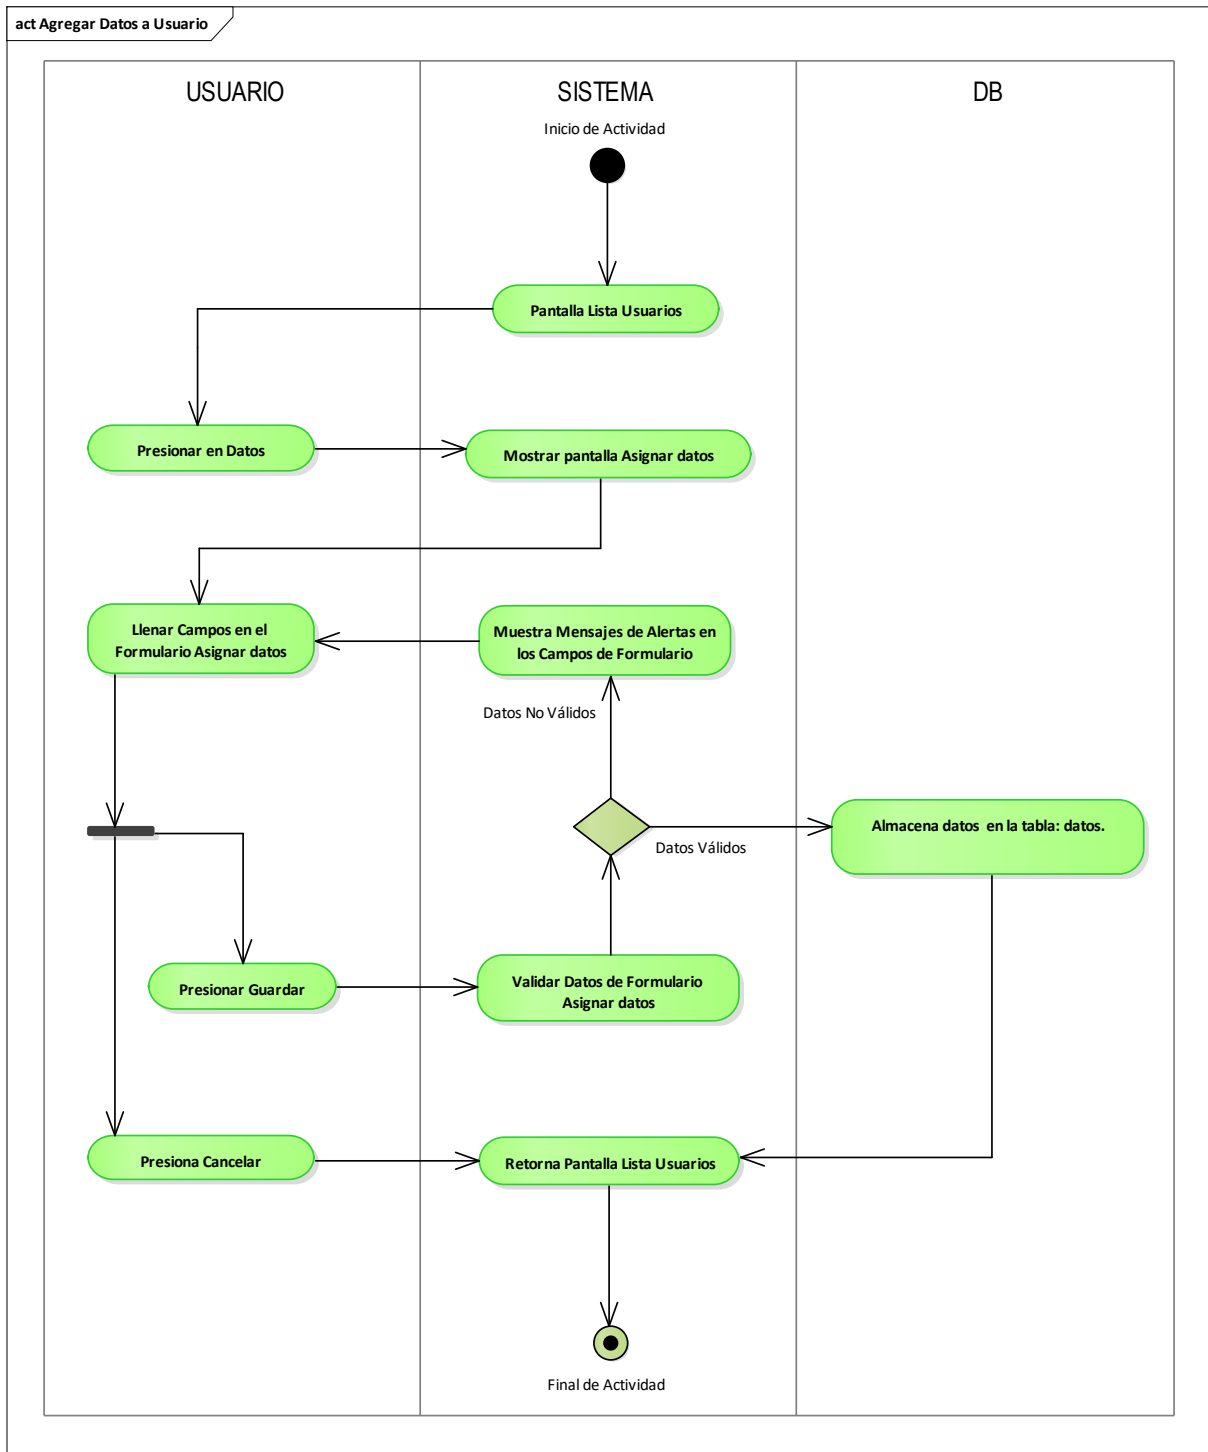 act Agregar Datos a Usuario
USUARIO
SISTEMA
DB
Inicio de Actividad
Pantalla Lista Usuarios
Presionar en Datos
Mostrar pantalla Asignar datos
Llenar Campos en el
Formulario Asignar datos
Muestra Mensajes de Alertas en
los Campos de Formulario
Datos No Válidos
Almacena datos en la tabla: datos.
Datos Válidos
Presionar Guardar
Validar Datos de Formulario
Asignar datos
Presiona Cancelar
Retorna Pantalla Lista Usuarios
Final de Actividad